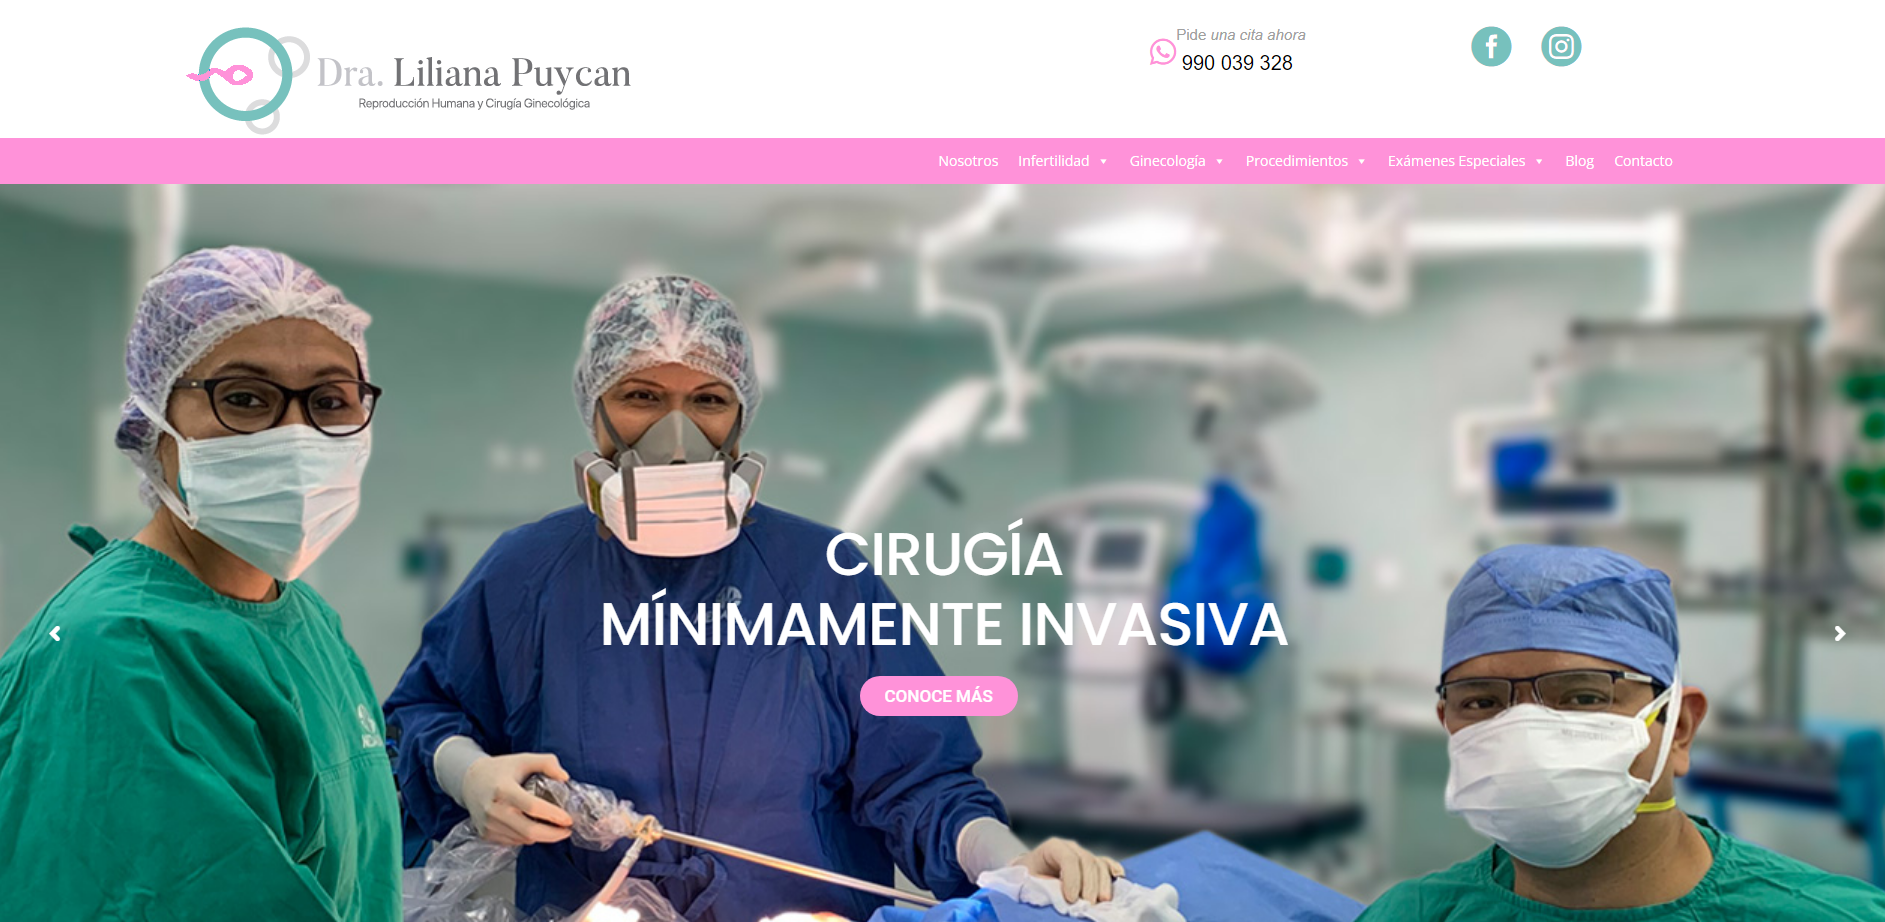 Dra. Liliana Puycan
Reproducción Humana y Cirugía Ginecológica
Pide una cita ahora
990 039 328
Nosotros Infertilidad Ginecología Procedimientos Exámenes Especiales Blog Contacto
CIRUGÍA
MÍNIMAMENTE INVASIVA
CONOCE MÁS